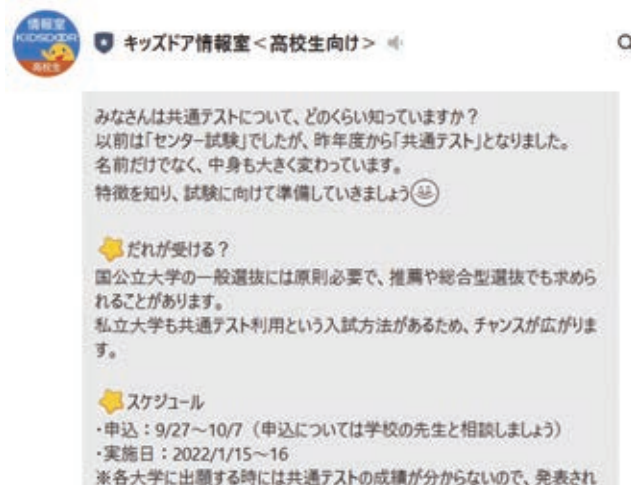 情報室
KIDSDOOR
高校生
キッズドア情報室<高校生向け>
みなさんは共通テストについて、どのくらい知っていますか？
以前は「センター試験」でしたが、昨年度から「共通テスト」となりました。
名前だけでなく、中身も大きく変わっています。
特徴を知り、試験に向けて準備していきましょう
だれが受ける？
国公立大学の一般選抜には原則必要で、推薦や総合型選抜でも求めら
れることがあります。
私立大学も共通テスト利用という入試方法があるため、チャンスが広がりま
す。
スケジュール
・申込：9/27～10/7（申込については学校の先生と相談しましょう）
・実施日：2022/1/15～16
※各大学に出願する時には共通テストの成績が分からないので、発表され